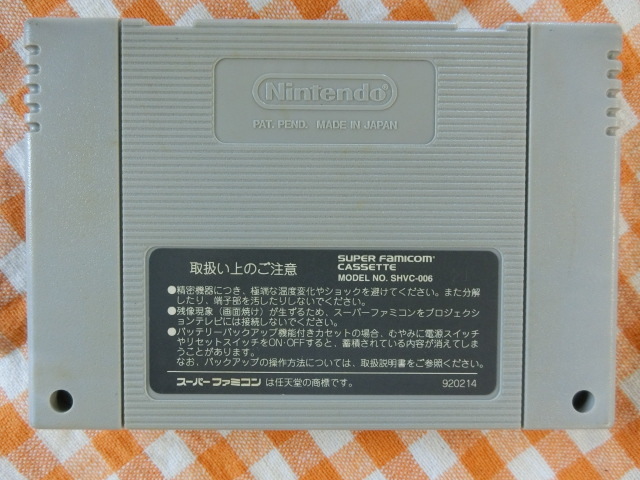 Nintendo
PAT. PEND. MADE IN JAPAN
取扱い上のご注意
SUPER FAMICOM
CASSETTE
MODEL NO. SHVC-006
●精密機器につき、極端な温度変化やショックを避けてください。また分解
したり、端子部を汚したりしないでください。
●残像現象（画面焼け）が生ずるため、スーパーファミコンをプロジェクシ
ョンテレビには接続しないでください。
●バッテリーバックアップ機能付きカセットの場合、むやみに電源スイッチ
やリセットスイッチをON・OFFすると、蓄積されている内容が消えてしま
うことがあります。
なお、バックアップの操作方法については、取扱説明書をご参照ください。
スーパーファミコン は任天堂の商標です。
920214